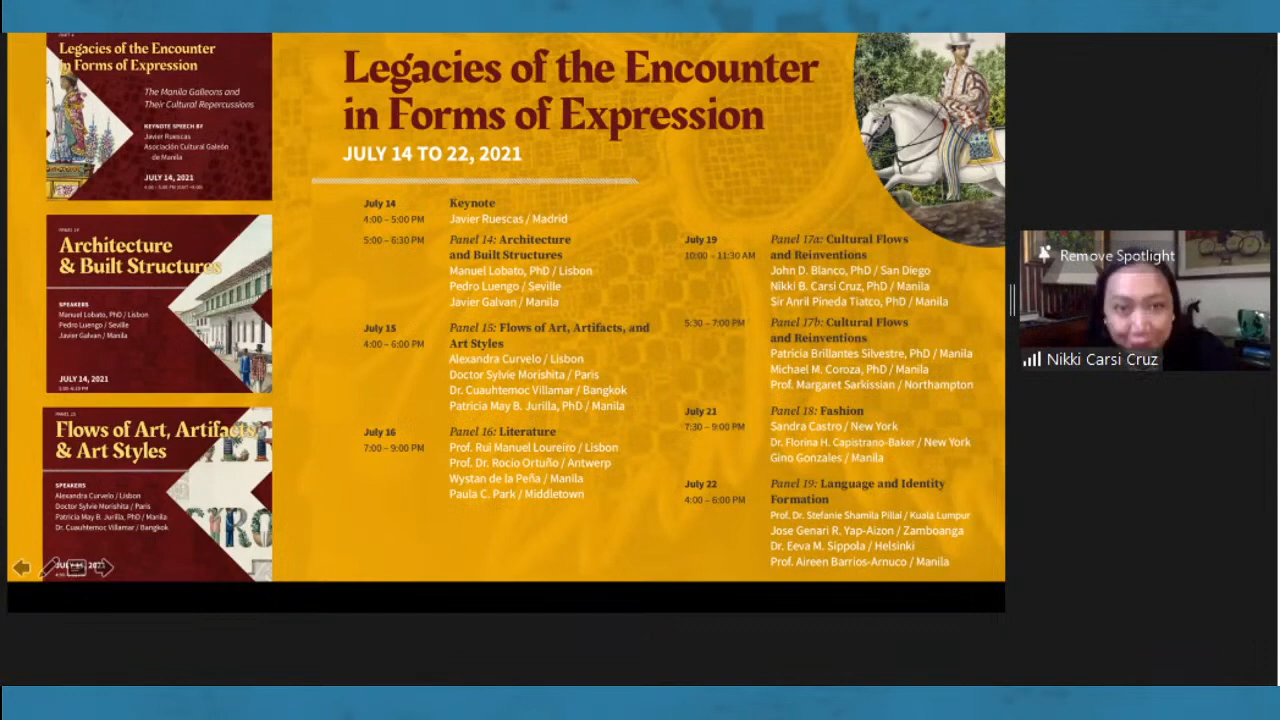 Legacies of the Encounter
in Forms of Expression
The Manila Galleons and
Their Cultural Repercussions
KEYNOTE SPEECH BY
Javier Ruescas
Asociación Cultural Galeón
de Manila
JULY 14, 2021
Architecture
& Built Structures
SPEAKERS
Manuel Lobato, PhD / Lisbon
Pedro Luengo / Seville
Javier Galvan / Manila
JULY 14, 2021
Flows of Art, Artifacts
& Art Styles
SPEAKERS
Alexandra Curvelo / Lisbon
Doctor Sylvie Morishita / Paris
Patricia May B. Jurilla, PhD / Manila
Dr. Cuauhtemoc Villamar / Bangkok
Legacies of the Encounter
in Forms of Expression
JULY 14 TO 22, 2021
July 14 Keynote
4:00 – 5:00 PM Javier Ruescas / Madrid
5:00 – 6:30 PM Panel 14: Architecture
and Built Structures
Manuel Lobato, PhD / Lisbon
Pedro Luengo / Seville
Javier Galvan / Manila
July 15 Panel 15: Flows of Art, Artifacts, and
4:00 – 6:00 PM Art Styles
Alexandra Curvelo / Lisbon
Doctor Sylvie Morishita / Paris
Dr. Cuauhtemoc Villamar / Bangkok
Patricia May B. Jurilla, PhD / Manila
July 16 Panel 16: Literature
7:00 – 9:00 PM Prof. Rui Manuel Loureiro / Lisbon
Prof. Dr. Rocio Ortuño / Antwerp
Wystan de la Peña / Manila
Paula C. Park / Middletown
July 19 Panel 17a: Cultural Flows
10:00 – 11:30 AM and Reinventions
John D. Blanco, PhD / San Diego
Nikki B. Carsi Cruz, PhD / Manila
Sir Anril Pineda Tiatco, PhD / Manila
5:30 – 7:00 PM Panel 17b: Cultural Flows
and Reinventions
Patricia Brillantes Silvestre, PhD / Manila
Michael M. Coroza, PhD / Manila
Prof. Margaret Sarkissian / Northampton
July 21 Panel 18: Fashion
7:30 – 9:00 PM Sandra Castro / New York
Dr. Florina H. Capistrano-Baker / New York
Gino Gonzales / Manila
July 22 Panel 19: Language and Identity
4:00 – 6:00 PM Formation
Prof. Dr. Stefanie Shamila Pillai / Kuala Lumpur
Jose Genari R. Yap-Aizon / Zamboanga
Dr. Eeva M. Sippola / Helsinki
Prof. Aireen Barrios-Arnuco / Manila
Remove Spotlight
Nikki Carsi Cruz